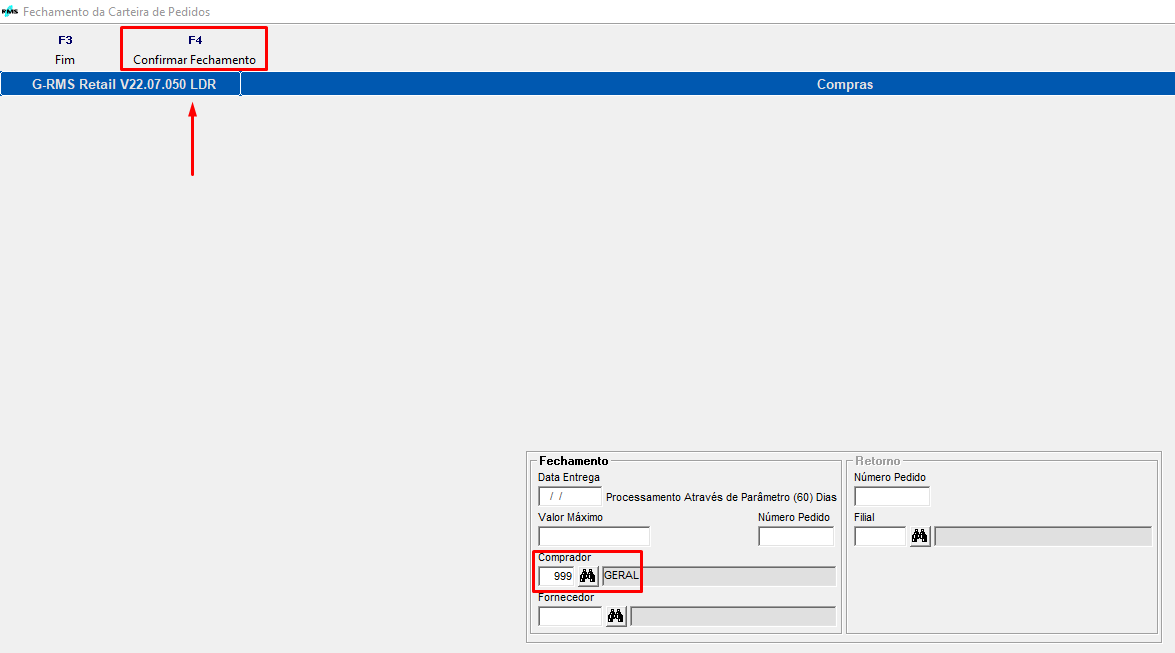 RMS Fechamento da Carteira de Pedidos
F3
Fim
F4
Confirmar Fechamento
G-RMS Retail V22.07.050 LDR
Compras
Fechamento
Data Entrega
/ / Processamento Através de Parâmetro (60) Dias
Valor Máximo
Número Pedido
Comprador
999 GERAL
Fornecedor
Retorno
Número Pedido
Filial